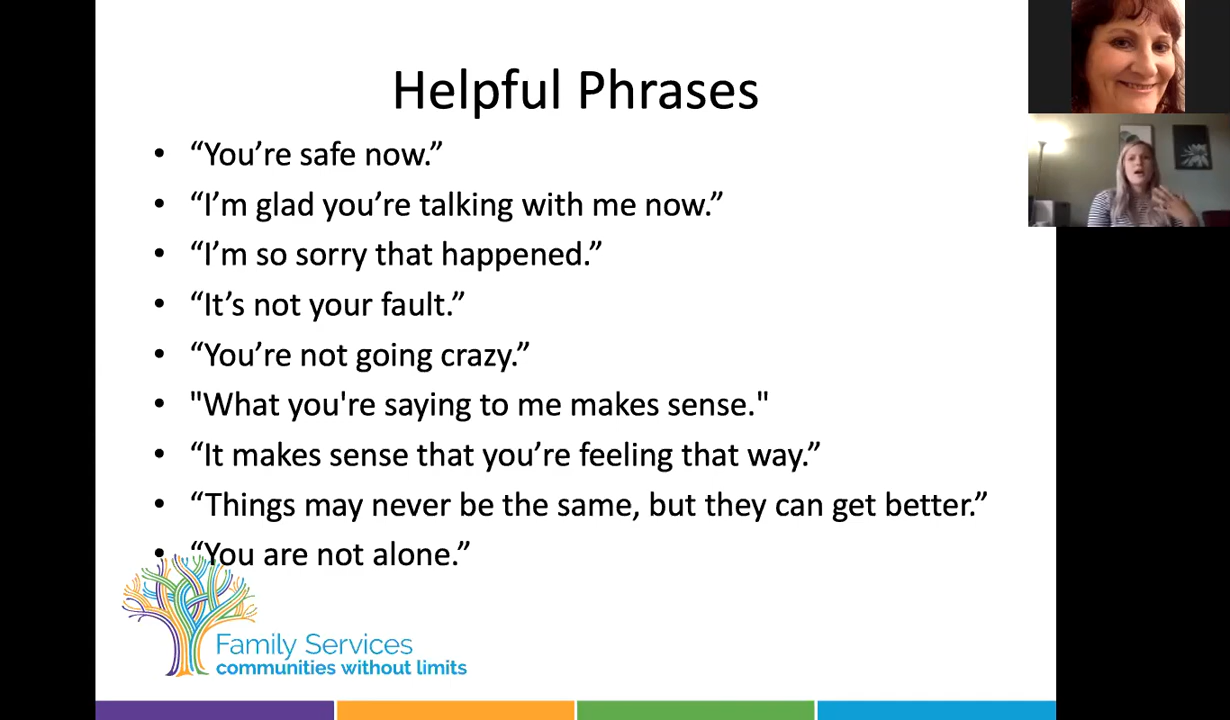 Helpful Phrases
• “You’re safe now.”
• “I’m glad you’re talking with me now.”
• “I’m so sorry that happened.”
• “It’s not your fault.”
• “You’re not going crazy.”
• "What you're saying to me makes sense."
• “It makes sense that you’re feeling that way.”
• “Things may never be the same, but they can get better.”
• “You are not alone.”
Family Services
communities without limits